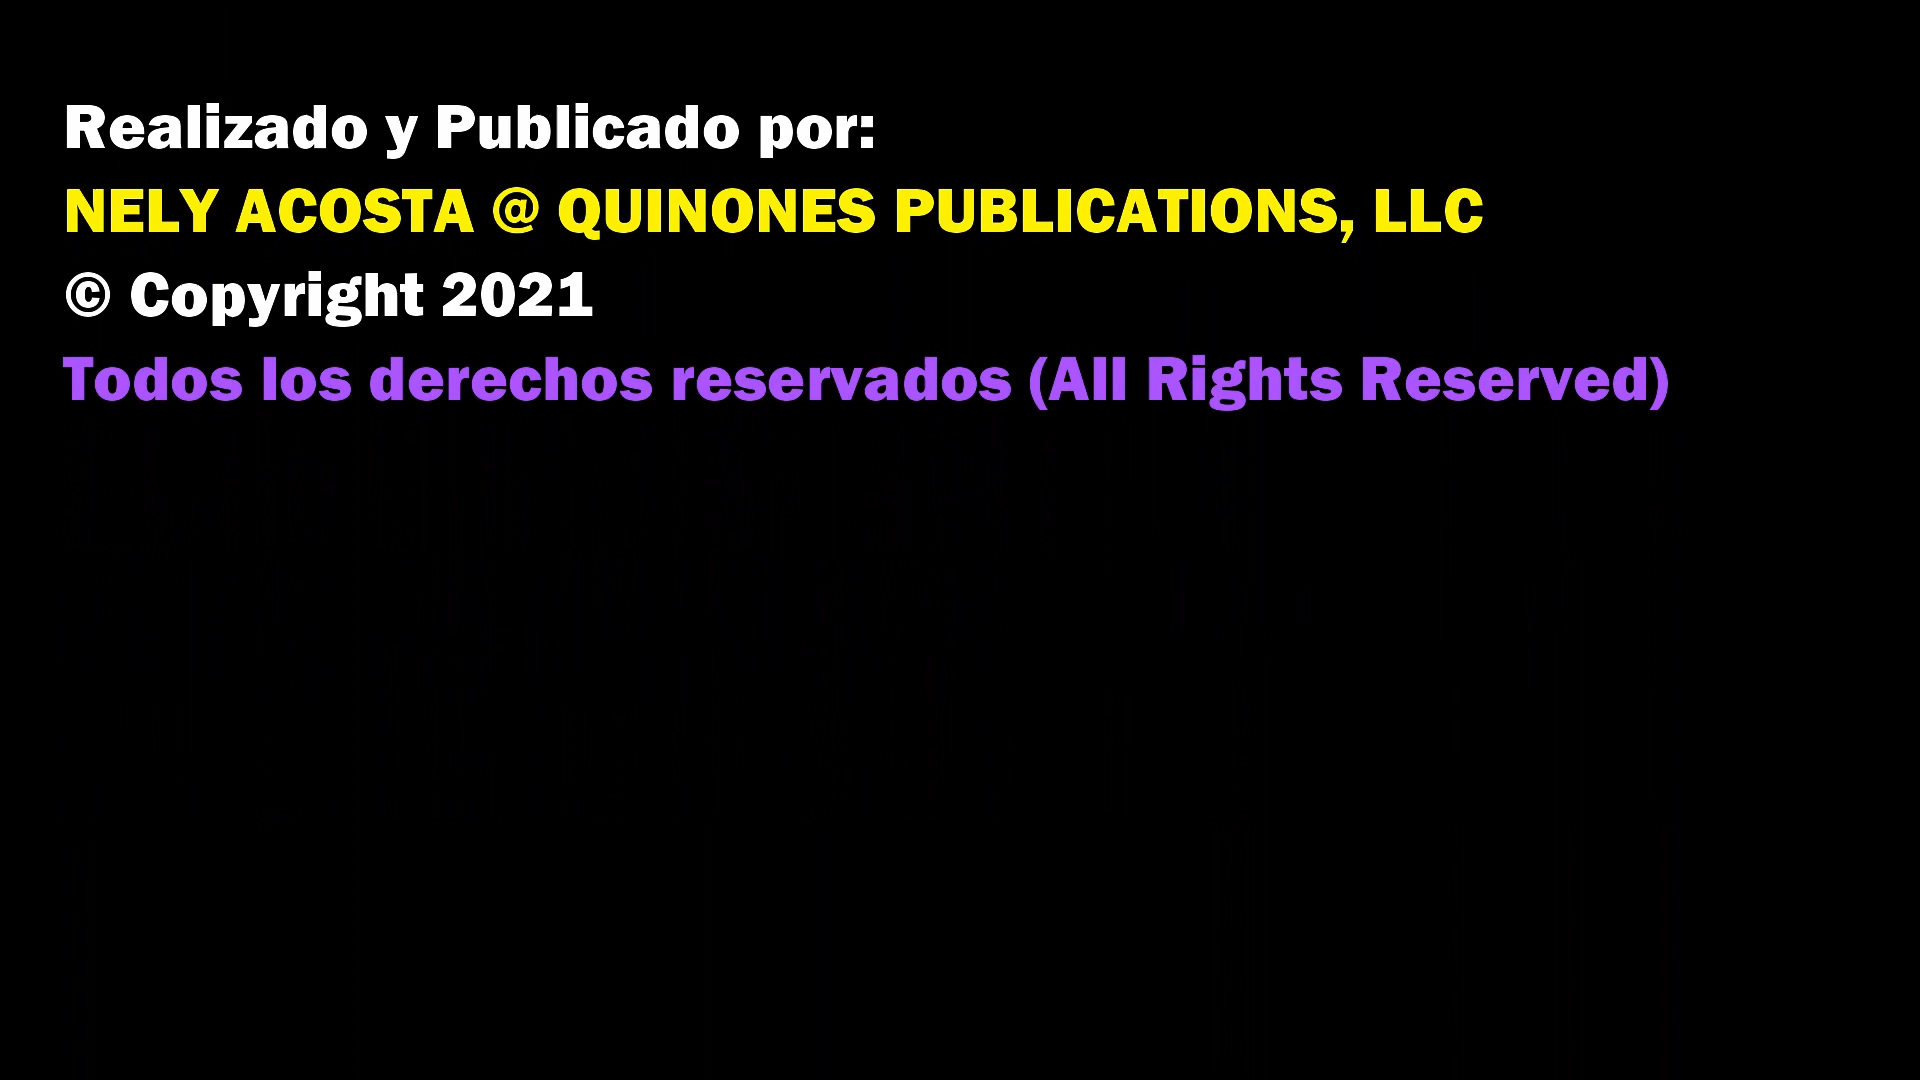 Realizado y Publicado por:
NELY ACOSTA @ QUINONES PUBLICATIONS, LLC
© Copyright 2021
Todos los derechos reservados (All Rights Reserved)